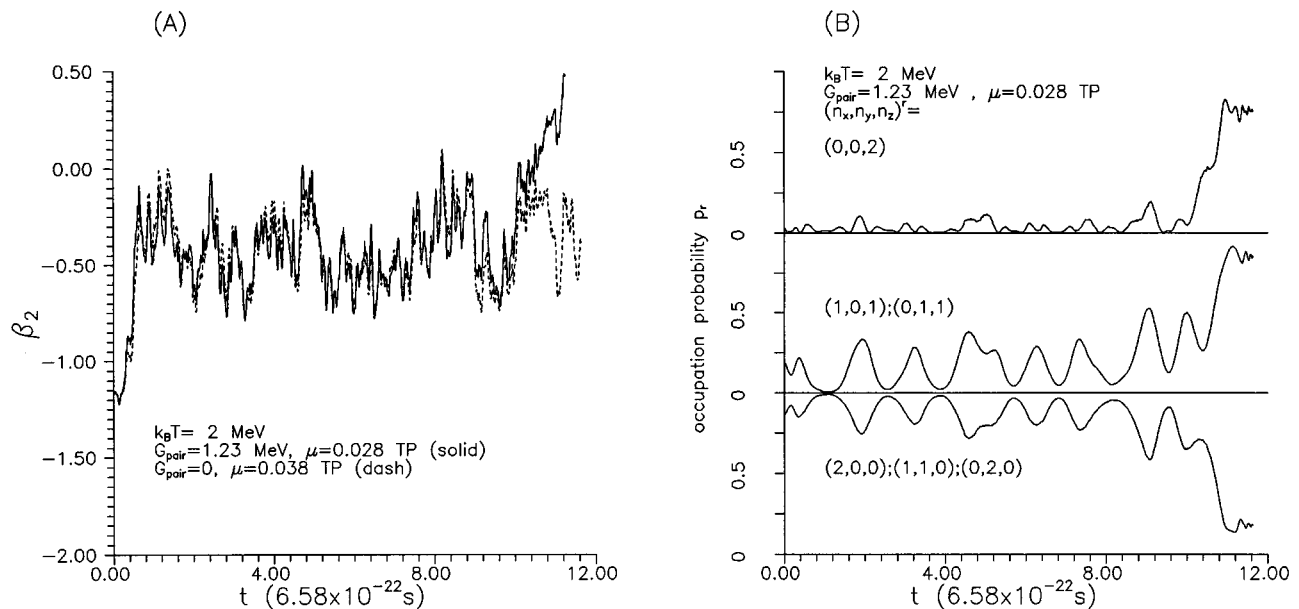 (A)
0.50
0.00
−0.50
−1.00
−1.50
−2.00
β₂
k_BT= 2 MeV
G_pair=1.23 MeV, μ=0.028 TP (solid)
G_pair=0, μ=0.038 TP (dash)
0.00 4.00 8.00 12.00
t (6.58x10⁻²²s)
(B)
k_BT= 2 MeV
G_pair=1.23 MeV , μ=0.028 TP
(n_x,n_y,n_z)ʳ=
(0,0,2)
0.5
0
(1,0,1);(0,1,1)
0.5
0
(2,0,0);(1,1,0);(0,2,0)
0.5
0
occupation probability p_r
0.00 4.00 8.00 12.00
t (6.58x10⁻²²s)